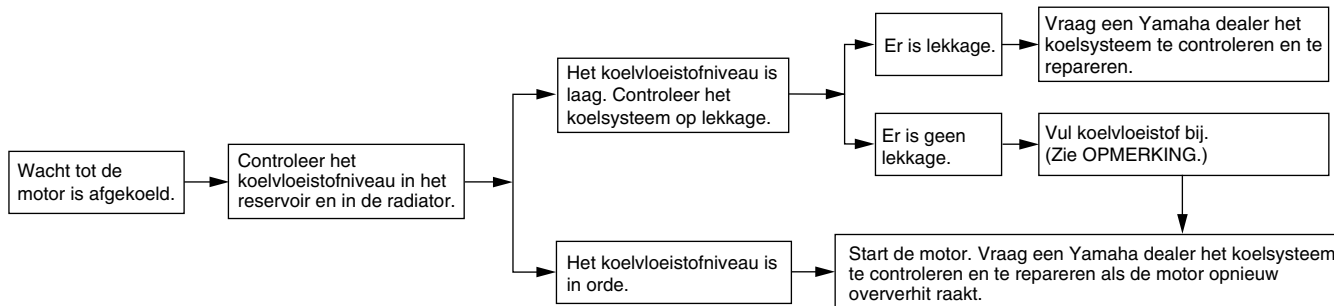 Wacht tot de
motor is afgekoeld.
Controleer het
koelvloeistofniveau in het
reservoir en in de radiator.
Het koelvloeistofniveau is
laag. Controleer het
koelsysteem op lekkage.
Er is lekkage.
Vraag een Yamaha dealer het
koelsysteem te controleren en te
repareren.
Er is geen
lekkage.
Vul koelvloeistof bij.
(Zie OPMERKING.)
Het koelvloeistofniveau is
in orde.
Start de motor. Vraag een Yamaha dealer het koelsysteem
te controleren en te repareren als de motor opnieuw
oververhit raakt.